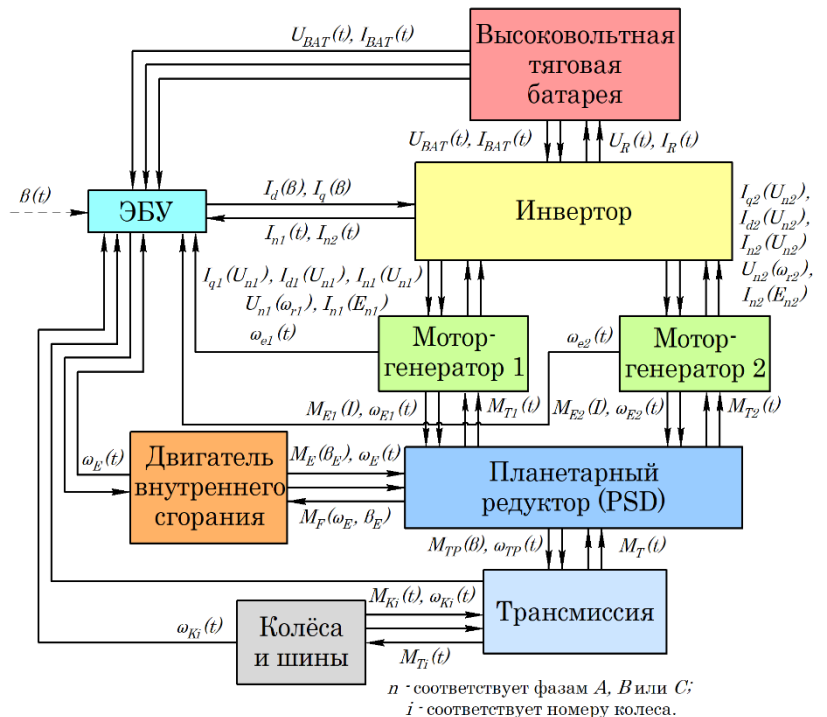 U_BAT(t), I_BAT(t)
Высоковольтная
тяговая
батарея
U_BAT(t), I_BAT(t)
U_R(t), I_R(t)
в(t)
ЭБУ
I_d(в), I_q(в)
I_n1(t), I_n2(t)
Инвертор
I_q2(U_n2),
I_d2(U_n2),
I_n2(U_n2)
U_n2(ω_r2),
I_n2(E_n2)
I_q1(U_n1), I_d1(U_n1), I_n1(U_n1)
U_n1(ω_r1), I_n1(E_n1)
ω_e1(t)
Мотор-
генератор 1
ω_e2(t)
Мотор-
генератор 2
M_E1(I), ω_E1(t)
M_T1(t)
M_E2(I), ω_E2(t)
M_T2(t)
ω_E(t)
Двигатель
внутреннего
сгорания
M_E(в_E), ω_E(t)
M_F(ω_E, в_E)
Планетарный
редуктор (PSD)
M_TP(в), ω_TP(t)
M_T(t)
Трансмиссия
M_Ki(t), ω_Ki(t)
ω_Ki(t)
Колёса
и шины
M_Ti(t)
n - соответствует фазам A, B или C;
i - соответствует номеру колеса.